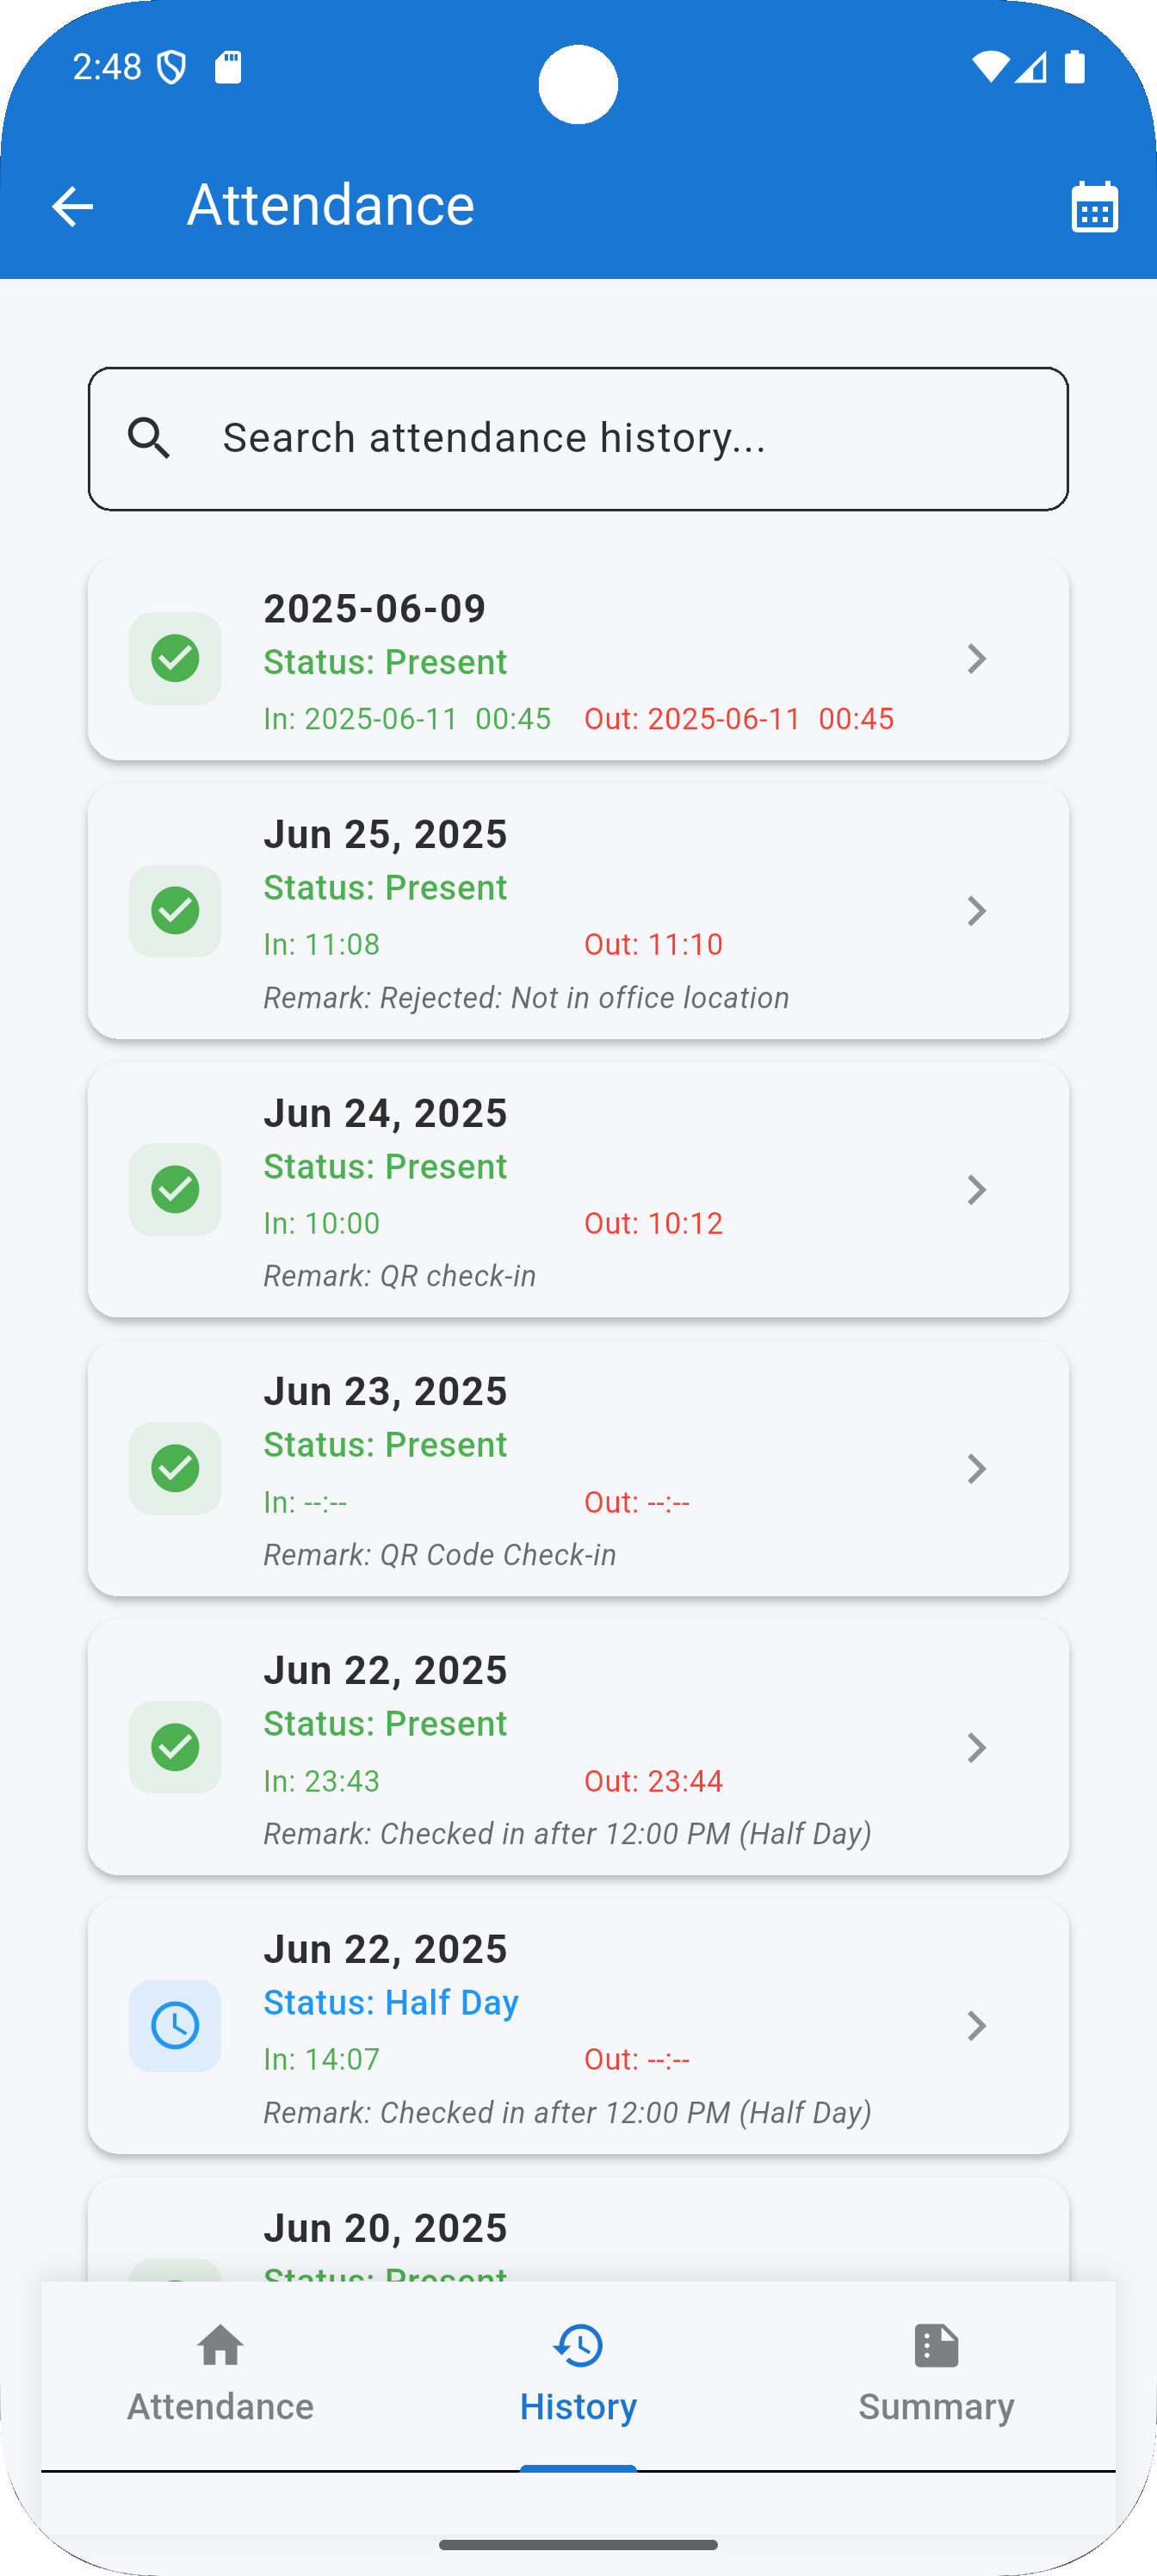 2:48
Attendance
Search attendance history...
2025-06-09
Status: Present
In: 2025-06-11  00:45 Out: 2025-06-11  00:45
Jun 25, 2025
Status: Present
In: 11:08 Out: 11:10
Remark: Rejected: Not in office location
Jun 24, 2025
Status: Present
In: 10:00 Out: 10:12
Remark: QR check-in
Jun 23, 2025
Status: Present
In: --:-- Out: --:--
Remark: QR Code Check-in
Jun 22, 2025
Status: Present
In: 23:43 Out: 23:44
Remark: Checked in after 12:00 PM (Half Day)
Jun 22, 2025
Status: Half Day
In: 14:07 Out: --:--
Remark: Checked in after 12:00 PM (Half Day)
Jun 20, 2025
Status: Present
Attendance History Summary